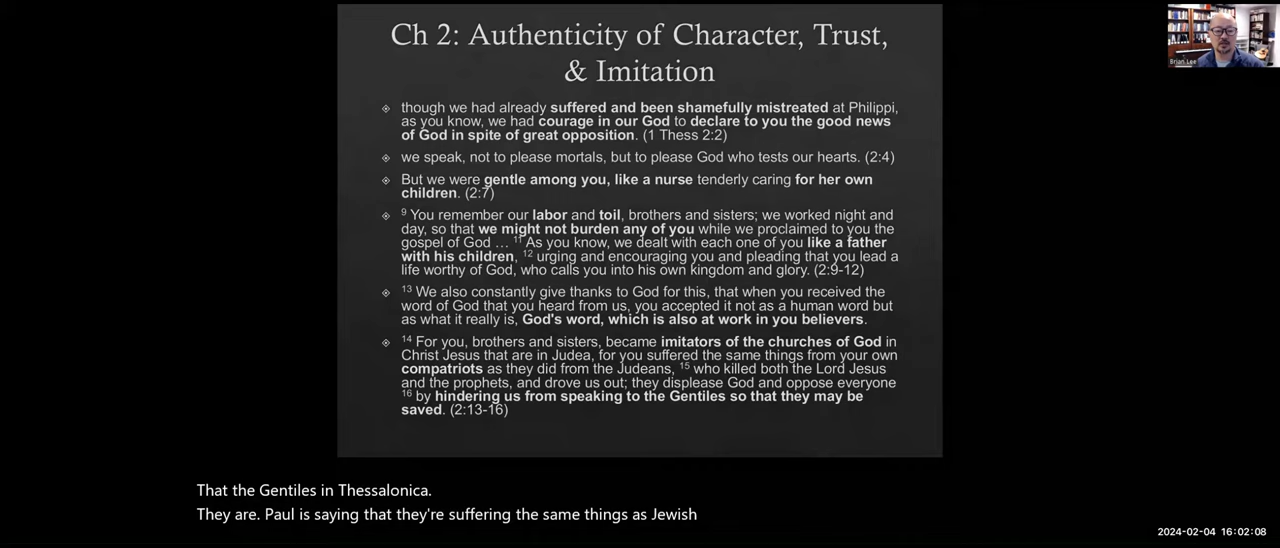 Ch 2: Authenticity of Character, Trust,
& Imitation
though we had already suffered and been shamefully mistreated at Philippi,
as you know, we had courage in our God to declare to you the good news
of God in spite of great opposition. (1 Thess 2:2)
we speak, not to please mortals, but to please God who tests our hearts. (2:4)
But we were gentle among you, like a nurse tenderly caring for her own
children. (2:7)
9 You remember our labor and toil, brothers and sisters; we worked night and
day, so that we might not burden any of you while we proclaimed to you the
gospel of God ... 11 As you know, we dealt with each one of you like a father
with his children, 12 urging and encouraging you and pleading that you lead a
life worthy of God, who calls you into his own kingdom and glory. (2:9-12)
13 We also constantly give thanks to God for this, that when you received the
word of God that you heard from us, you accepted it not as a human word but
as what it really is, God's word, which is also at work in you believers.
14 For you, brothers and sisters, became imitators of the churches of God in
Christ Jesus that are in Judea, for you suffered the same things from your own
compatriots as they did from the Judeans, 15 who killed both the Lord Jesus
and the prophets, and drove us out; they displease God and oppose everyone
16 by hindering us from speaking to the Gentiles so that they may be
saved. (2:13-16)
Brian Lee
That the Gentiles in Thessalonica.
They are. Paul is saying that they're suffering the same things as Jewish
2024-02-04 16:02:08